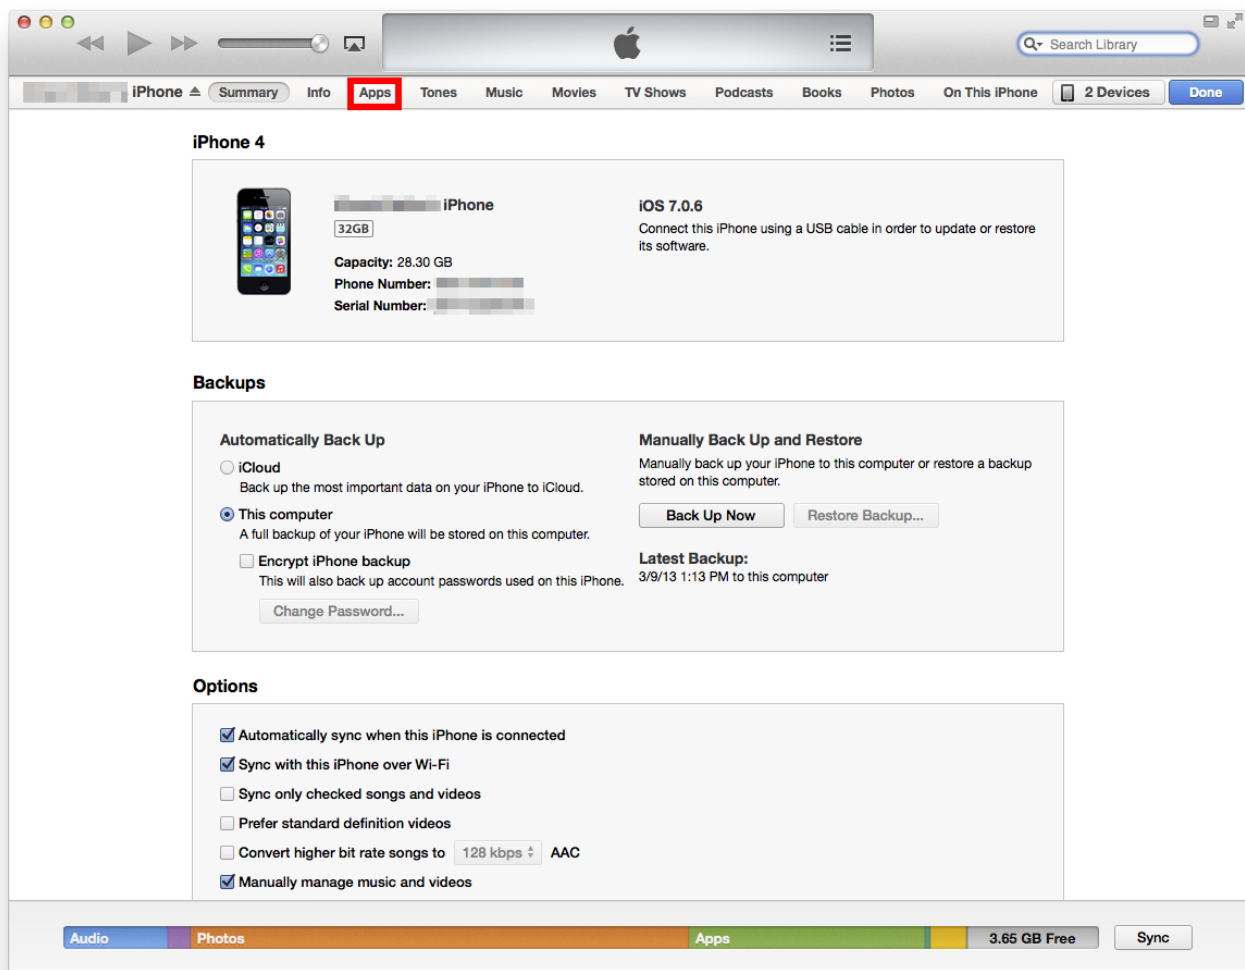 Search Library
iPhone Summary Info Apps Tones Music Movies TV Shows Podcasts Books Photos On This iPhone 2 Devices Done
iPhone 4
iPhone
32GB
Capacity: 28.30 GB
Phone Number:
Serial Number:
iOS 7.0.6
Connect this iPhone using a USB cable in order to update or restore
its software.
Backups
Automatically Back Up
iCloud
Back up the most important data on your iPhone to iCloud.
This computer
A full backup of your iPhone will be stored on this computer.
Encrypt iPhone backup
This will also back up account passwords used on this iPhone.
Change Password...
Manually Back Up and Restore
Manually back up your iPhone to this computer or restore a backup
stored on this computer.
Back Up Now Restore Backup...
Latest Backup:
3/9/13 1:13 PM to this computer
Options
Automatically sync when this iPhone is connected
Sync with this iPhone over Wi-Fi
Sync only checked songs and videos
Prefer standard definition videos
Convert higher bit rate songs to 128 kbps AAC
Manually manage music and videos
Audio Photos Apps 3.65 GB Free Sync